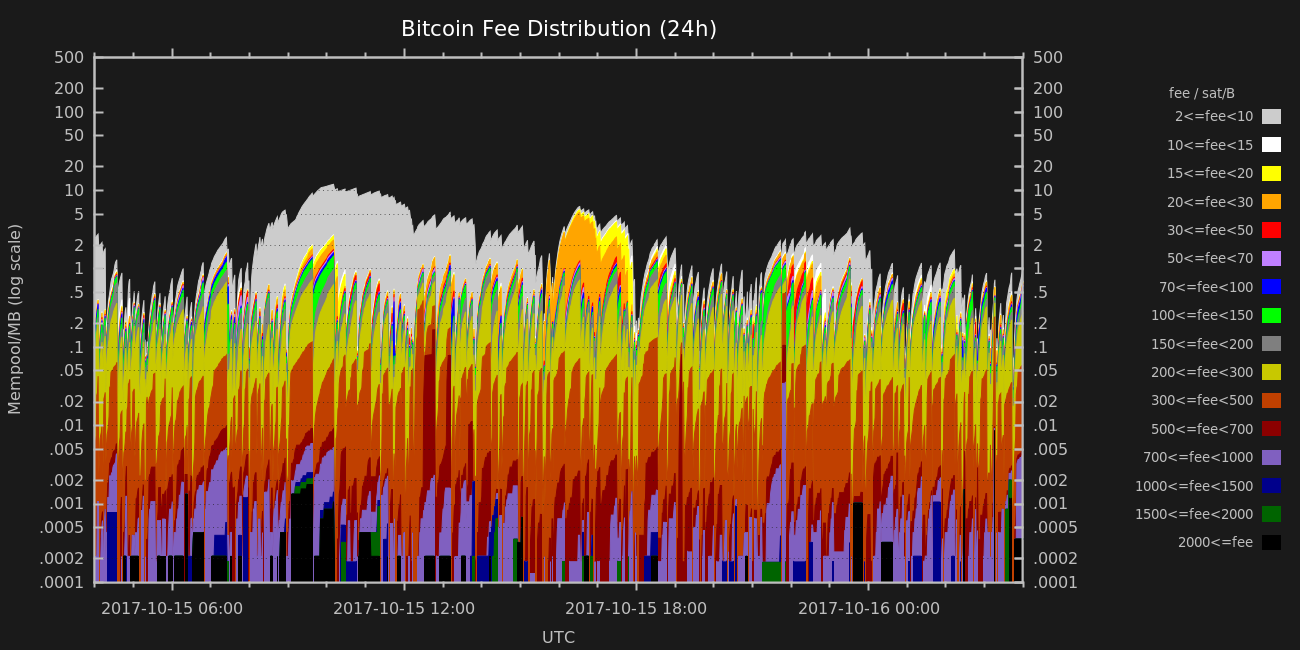 Bitcoin Fee Distribution (24h)
500
200
100
50
20
10
5
2
1
.5
.2
.1
.05
.02
.01
.005
.002
.001
.0005
.0002
.0001
Mempool/MB (log scale)
500
200
100
50
20
10
5
2
1
.5
.2
.1
.05
.02
.01
.005
.002
.001
.0005
.0002
.0001
2017-10-15 06:00
2017-10-15 12:00
2017-10-15 18:00
2017-10-16 00:00
UTC
fee / sat/B
2<=fee<10
10<=fee<15
15<=fee<20
20<=fee<30
30<=fee<50
50<=fee<70
70<=fee<100
100<=fee<150
150<=fee<200
200<=fee<300
300<=fee<500
500<=fee<700
700<=fee<1000
1000<=fee<1500
1500<=fee<2000
2000<=fee